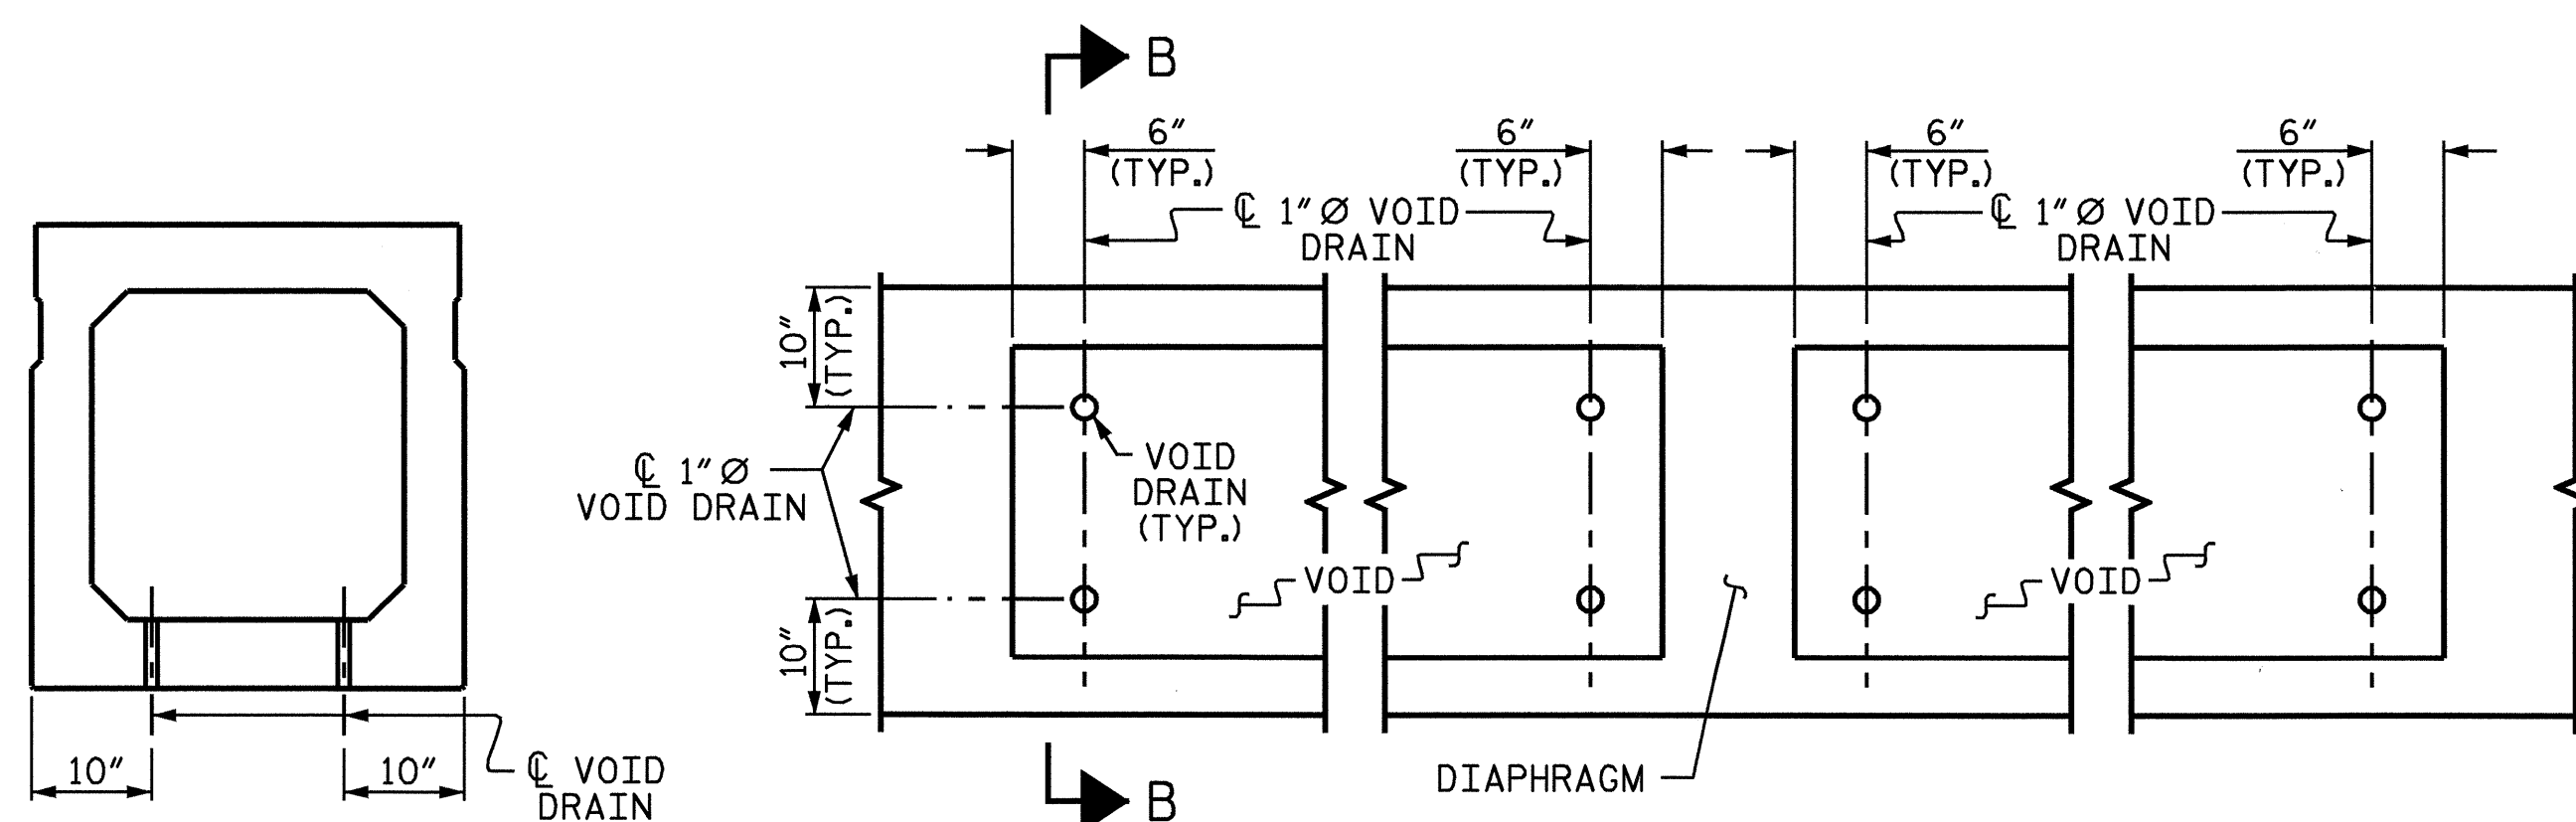 B
6" 6" 6" 6"
(TYP.) (TYP.) (TYP.) (TYP.)
℄ 1" Ø VOID
DRAIN
℄ 1" Ø VOID
DRAIN
10"
(TYP.)
℄ 1" Ø
VOID DRAIN
VOID
DRAIN
(TYP.)
VOID
VOID
10"
(TYP.)
10" 10"
℄ VOID
DRAIN
DIAPHRAGM
B